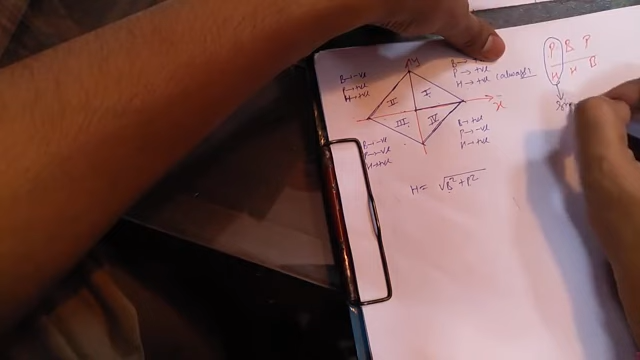 y
B → -ve
P → +ve
H → +ve
B → +ve
P → +ve
H → +ve (always)
II
I
x
III
IV
B → -ve
P → -ve
H → +ve
B → +ve
P → -ve
H → +ve
P B P
H H B
H = √B² + P²